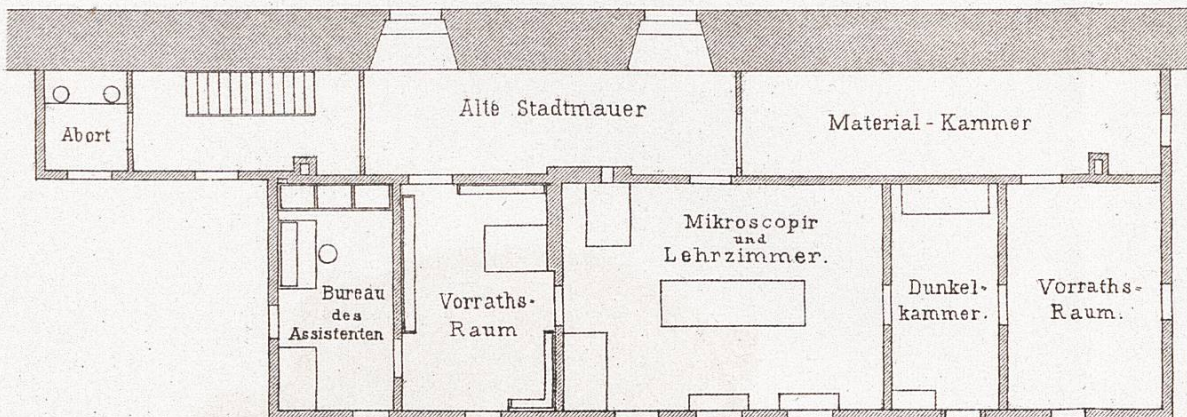 Abort
Alte Stadtmauer
Material-Kammer
Bureau
des
Assistenten
Vorraths-
Raum
Mikroscopir
und
Lehrzimmer.
Dunkel-
kammer.
Vorraths-
Raum.